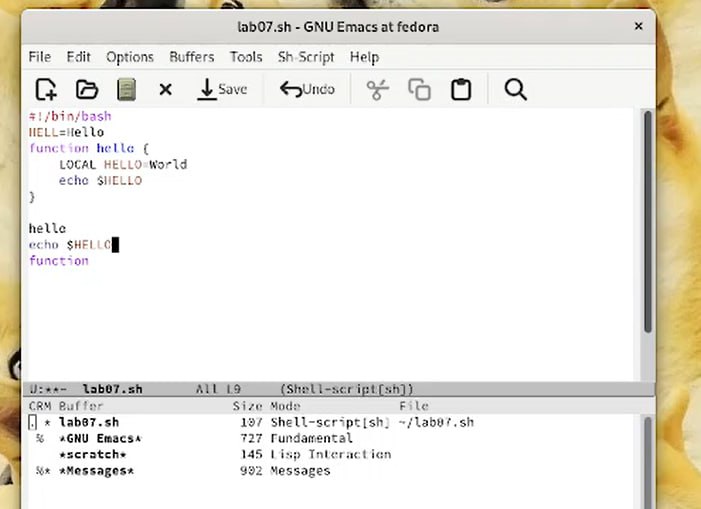 lab07.sh - GNU Emacs at fedora ×
File Edit Options Buffers Tools Sh-Script Help
Save Undo
#!/bin/bash
HELL=Hello
function hello {
    LOCAL HELLO=World
    echo $HELLO
}
hello
echo $HELLO
function
U:**- lab07.sh All L9 (Shell-script[sh])
CRM Buffer Size Mode File
. * lab07.sh 107 Shell-script[sh] ~/lab07.sh
% *GNU Emacs* 727 Fundamental
*scratch* 145 Lisp Interaction
%* *Messages* 902 Messages